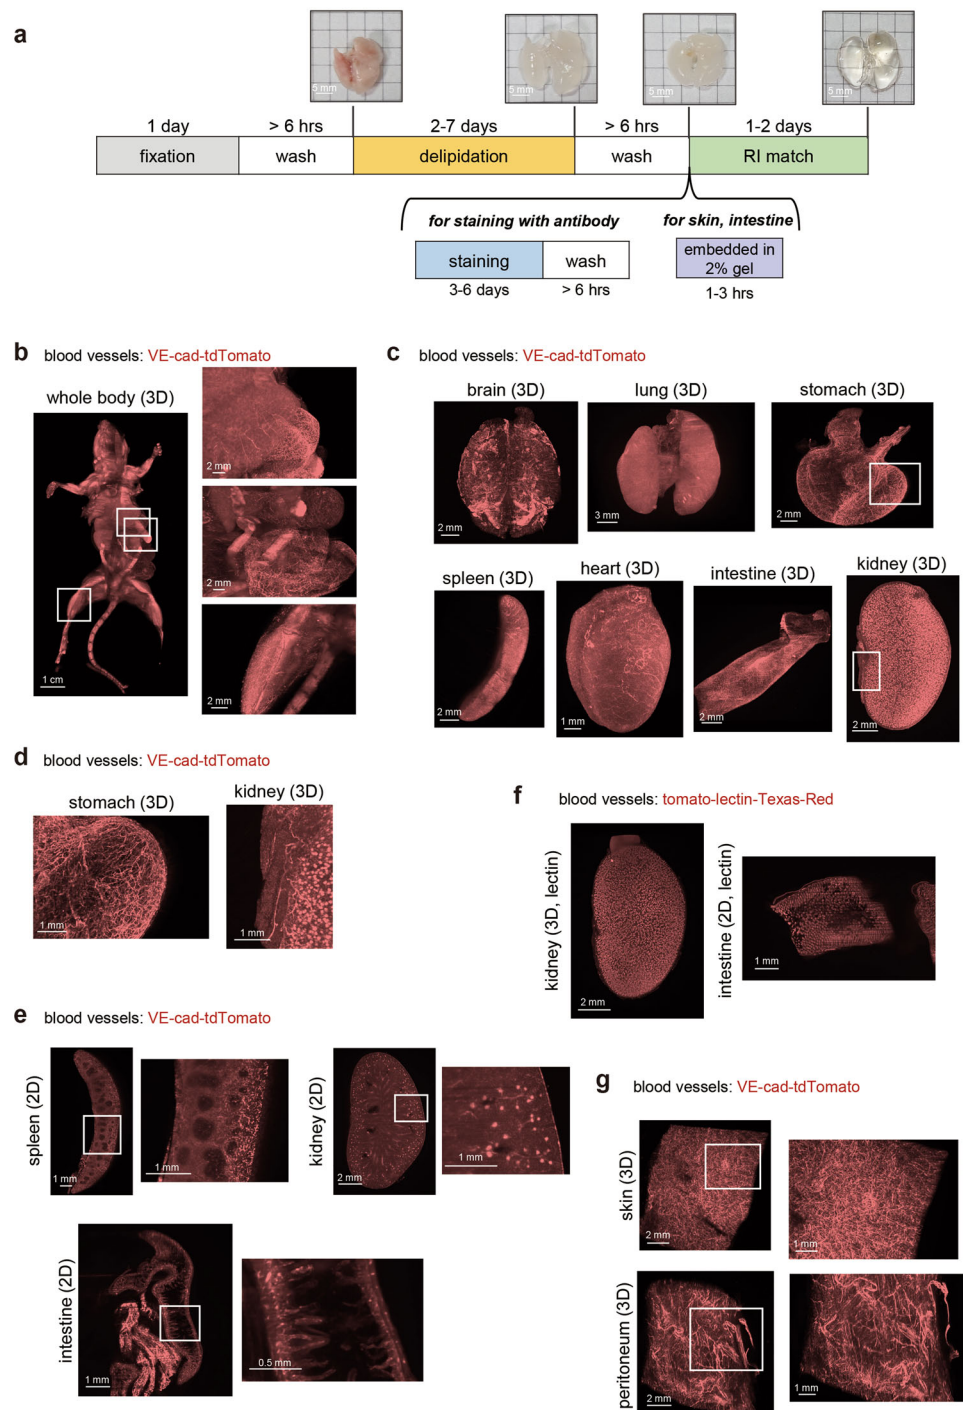 a
5 mm
5 mm
5 mm
5 mm
1 day
> 6 hrs
2-7 days
> 6 hrs
1-2 days
fixation
wash
delipidation
wash
RI match
for staining with antibody
for skin, intestine
staining
wash
embedded in
2% gel
3-6 days
> 6 hrs
1-3 hrs
b
blood vessels: VE-cad-tdTomato
whole body (3D)
1 cm
2 mm
2 mm
2 mm
c
blood vessels: VE-cad-tdTomato
brain (3D)
lung (3D)
stomach (3D)
2 mm
3 mm
2 mm
spleen (3D)
heart (3D)
intestine (3D)
kidney (3D)
2 mm
1 mm
2 mm
2 mm
d
blood vessels: VE-cad-tdTomato
stomach (3D)
kidney (3D)
1 mm
1 mm
f
blood vessels: tomato-lectin-Texas-Red
kidney (3D, lectin)
2 mm
intestine (2D, lectin)
1 mm
e
blood vessels: VE-cad-tdTomato
spleen (2D)
1 mm
1 mm
kidney (2D)
2 mm
1 mm
intestine (2D)
1 mm
0.5 mm
g
blood vessels: VE-cad-tdTomato
skin (3D)
2 mm
1 mm
peritoneum (3D)
2 mm
1 mm